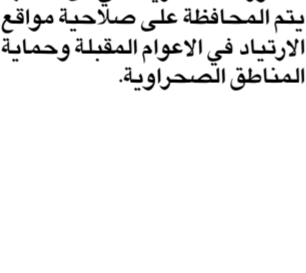 يتم المحافظة على صلاحية مواقع
الارتياد في الاعوام المقبلة وحماية
المناطق الصحراوية.